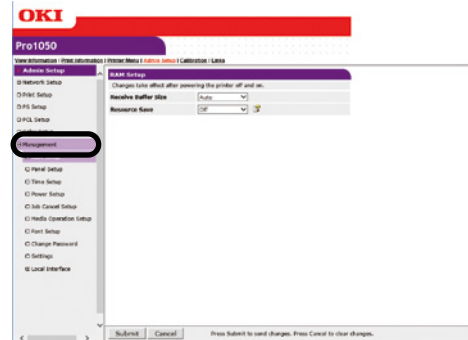 OKI
Pro1050
View Information | Print Information | Printer Menu | Admin Setup | Calibration | Links
Admin Setup
Network Setup
Print Setup
PS Setup
PCL Setup
Management
Panel Setup
Time Setup
Power Setup
Job Cancel Setup
Media Operation Setup
Font Setup
Change Password
Settings
Local Interface
RAM Setup
Changes take effect after powering the printer off and on.
Receive Buffer Size Auto
Resource Save Off
Submit Cancel Press Submit to send changes. Press Cancel to clear changes.